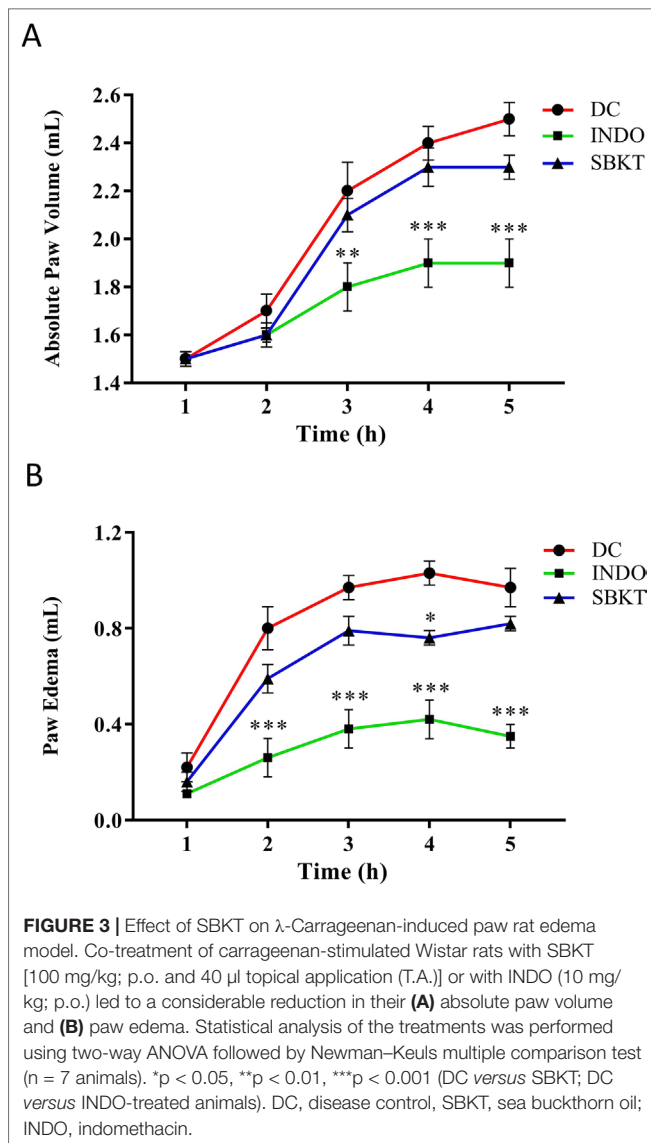 A
Absolute Paw Volume (mL)
2.6
2.4
2.2
2.0
1.8
1.6
1.4
** *** ***
DC
INDO
SBKT
1 2 3 4 5
Time (h)
B
Paw Edema (mL)
1.2
0.8
0.4
0.0
*
*** *** *** ***
DC
INDO
SBKT
1 2 3 4 5
Time (h)
FIGURE 3 | Effect of SBKT on λ-Carrageenan-induced paw rat edema
model. Co-treatment of carrageenan-stimulated Wistar rats with SBKT
[100 mg/kg; p.o. and 40 µl topical application (T.A.)] or with INDO (10 mg/
kg; p.o.) led to a considerable reduction in their (A) absolute paw volume
and (B) paw edema. Statistical analysis of the treatments was performed
using two-way ANOVA followed by Newman–Keuls multiple comparison test
(n = 7 animals). *p < 0.05, **p < 0.01, ***p < 0.001 (DC versus SBKT; DC
versus INDO-treated animals). DC, disease control, SBKT, sea buckthorn oil;
INDO, indomethacin.